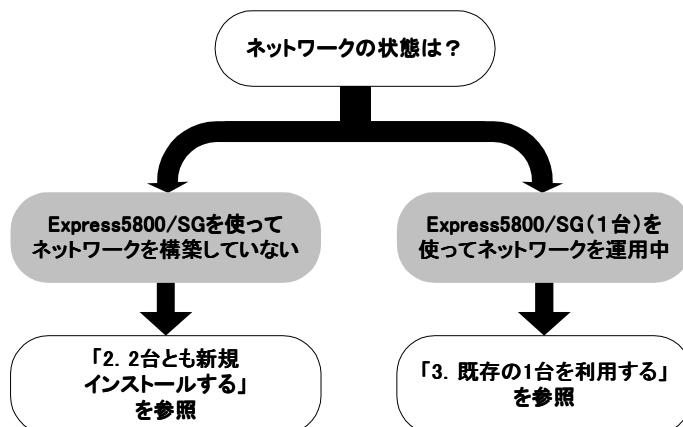 ネットワークの状態は？
Express5800/SGを使って
ネットワークを構築していない
Express5800/SG（１台）を
使ってネットワークを運用中
「2. 2台とも新規
インストールする」
を参照
「3. 既存の1台を利用する」
を参照